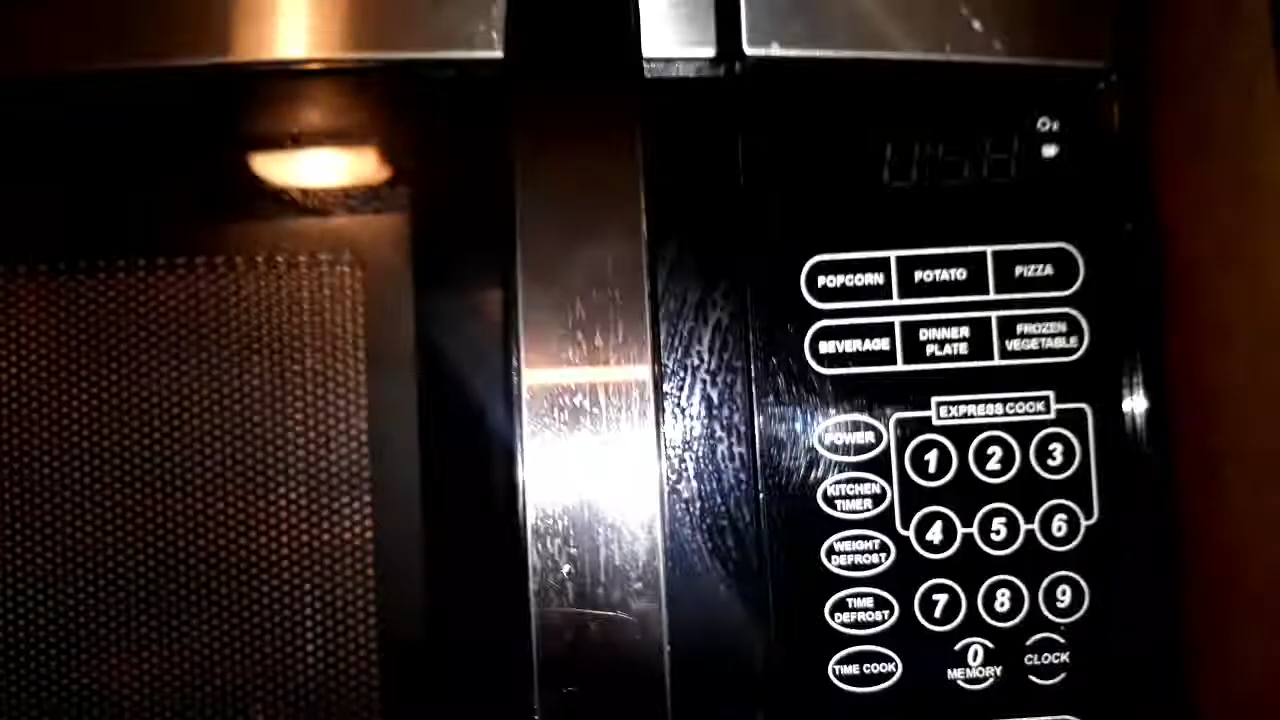 POPCORN POTATO PIZZA
BEVERAGE DINNER PLATE FROZEN VEGETABLE
EXPRESS COOK
POWER 1 2 3
KITCHEN TIMER
4 5 6
WEIGHT DEFROST
TIME DEFROST 7 8 9
TIME COOK 0 MEMORY CLOCK